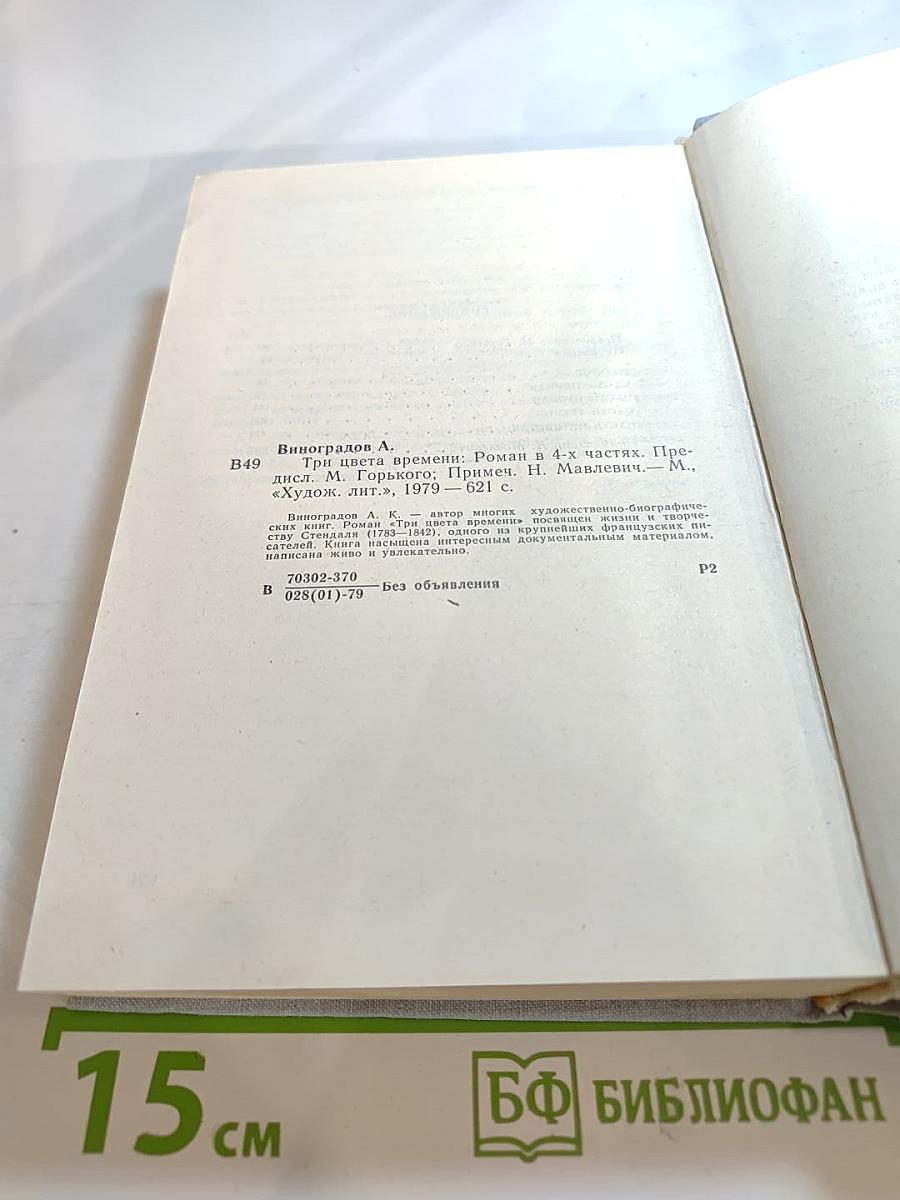 Виноградов А.
В49 Три цвета времени: Роман в 4-х частях. Пре-
дисл. М. Горького; Примеч. Н. Мавлевич.— М.,
«Худож. лит.», 1979 — 621 с.
Виноградов А. К. — автор многих художественно-биографиче-
ских книг. Роман «Три цвета времени» посвящен жизни и творче-
ству Стендаля (1783—1842), одного из крупнейших французских пи-
сателей. Книга насыщена интересным документальным материалом,
написана живо и увлекательно.
В 70302-370
028(01)-79 Без объявления Р2
15 см
БФ БИБЛИОФАН